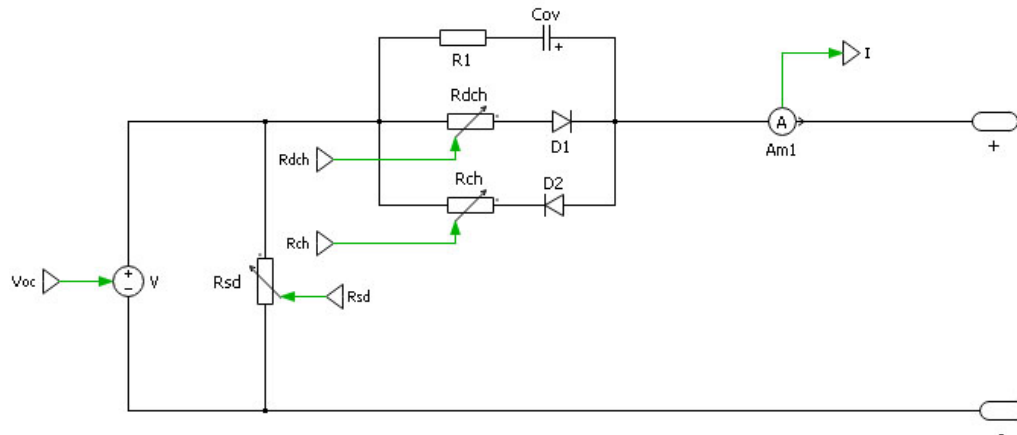 Cov
+
R1
I
Rdch
A
Rdch
D1
Am1
+
Rch
D2
Rch
Voc
+
−
V
Rsd
Rsd